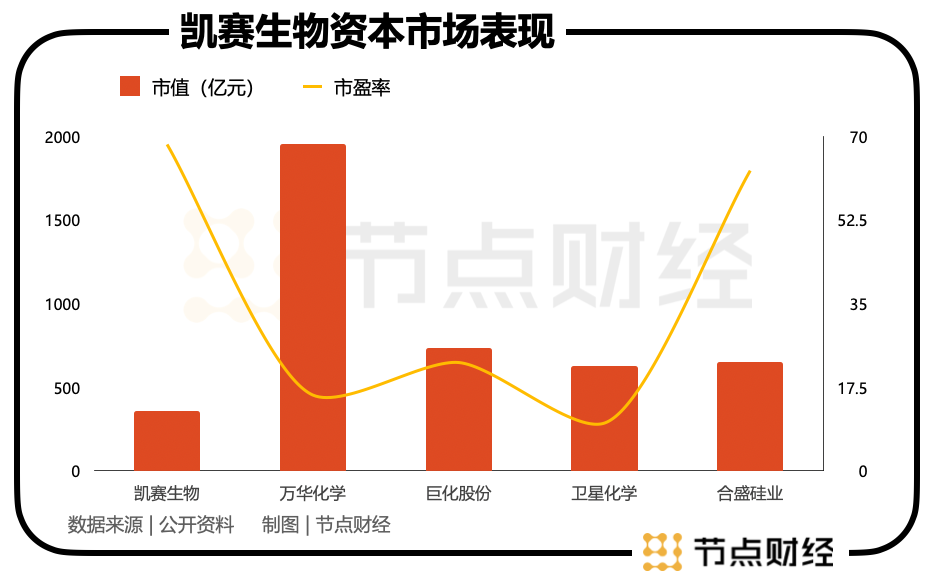 凯赛生物资本市场表现
市值（亿元） 市盈率
2000 70
1500 52.5
1000 35
500 17.5
0 0
节点财经
凯赛生物 万华化学 巨化股份 卫星化学 合盛硅业
数据来源 | 公开资料 制图 | 节点财经
节点财经